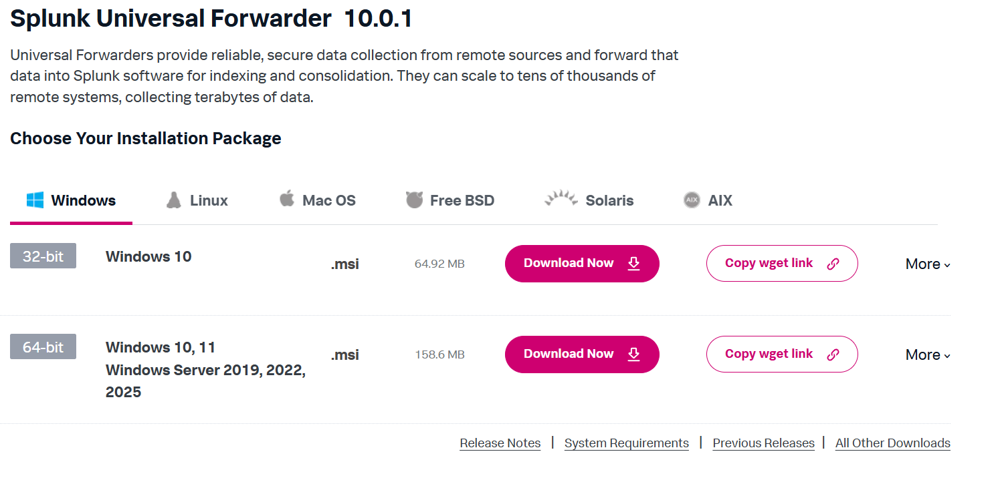 Splunk Universal Forwarder 10.0.1
Universal Forwarders provide reliable, secure data collection from remote sources and forward that
data into Splunk software for indexing and consolidation. They can scale to tens of thousands of
remote systems, collecting terabytes of data.
Choose Your Installation Package
Windows Linux Mac OS Free BSD Solaris AIX AIX
32-bit Windows 10 .msi 64.92 MB Download Now Copy wget link More
64-bit Windows 10, 11 .msi 158.6 MB Download Now Copy wget link More
Windows Server 2019, 2022,
2025
Release Notes | System Requirements | Previous Releases | All Other Downloads